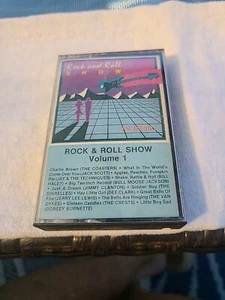 Rock and Roll
SHOW
ROCK & ROLL SHOW
Volume 1
Charlie Brown (THE COASTERS) • What In The World's
Come Over You (JACK SCOTT) • Apples, Peaches, Pumpkin
Pie (JAY & THE TECHNIQUES) • Shake, Rattle & Roll (BILL
HALEY) • Big Ten-Inch Record (BULL MOOSE JACKSON)
• Just A Dream (JIMMY CLANTON) • Soldier Boy (THE
SHIRELLES) • Hey Little Girl (DEE CLARK) • Great Balls Of
Fire (JERRY LEE LEWIS) • The Bells Are Ringing (THE VAN
DYKES) • Sixteen Candles (THE CRESTS) • Little Boy Sad
(DORSEY BURNETTE)